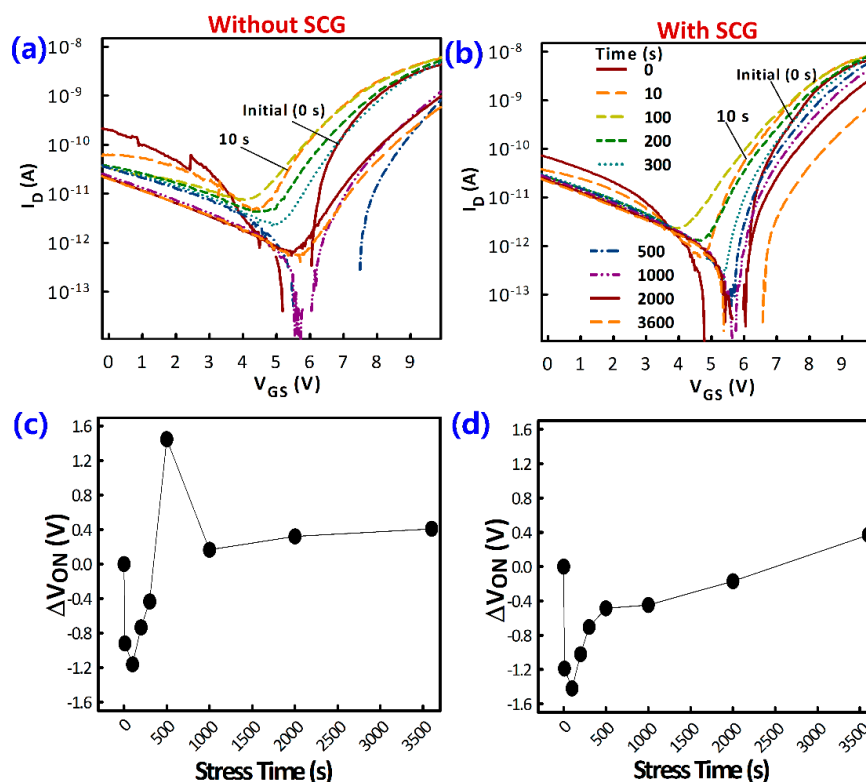 Without SCG
With SCG
(a)
(b)
10⁻⁸
10⁻⁹
10⁻¹⁰
10⁻¹¹
10⁻¹²
10⁻¹³
I_D (A)
Initial (0 s)
10 s
0 1 2 3 4 5 6 7 8 9
V_GS (V)
10⁻⁸
10⁻⁹
10⁻¹⁰
10⁻¹¹
10⁻¹²
10⁻¹³
I_D (A)
Time (s)
0
10
100
200
300
500
1000
2000
3600
Initial (0s)
10 s
0 1 2 3 4 5 6 7 8 9
V_GS (V)
(c)
(d)
1.6
1.2
0.8
0.4
0.0
-0.4
-0.8
-1.2
-1.6
ΔV_ON (V)
0 500 1000 1500 2000 2500 3000 3500
Stress Time (s)
1.6
1.2
0.8
0.4
0.0
-0.4
-0.8
-1.2
-1.6
ΔV_ON (V)
0 500 1000 1500 2000 2500 3000 3500
Stress Time (s)